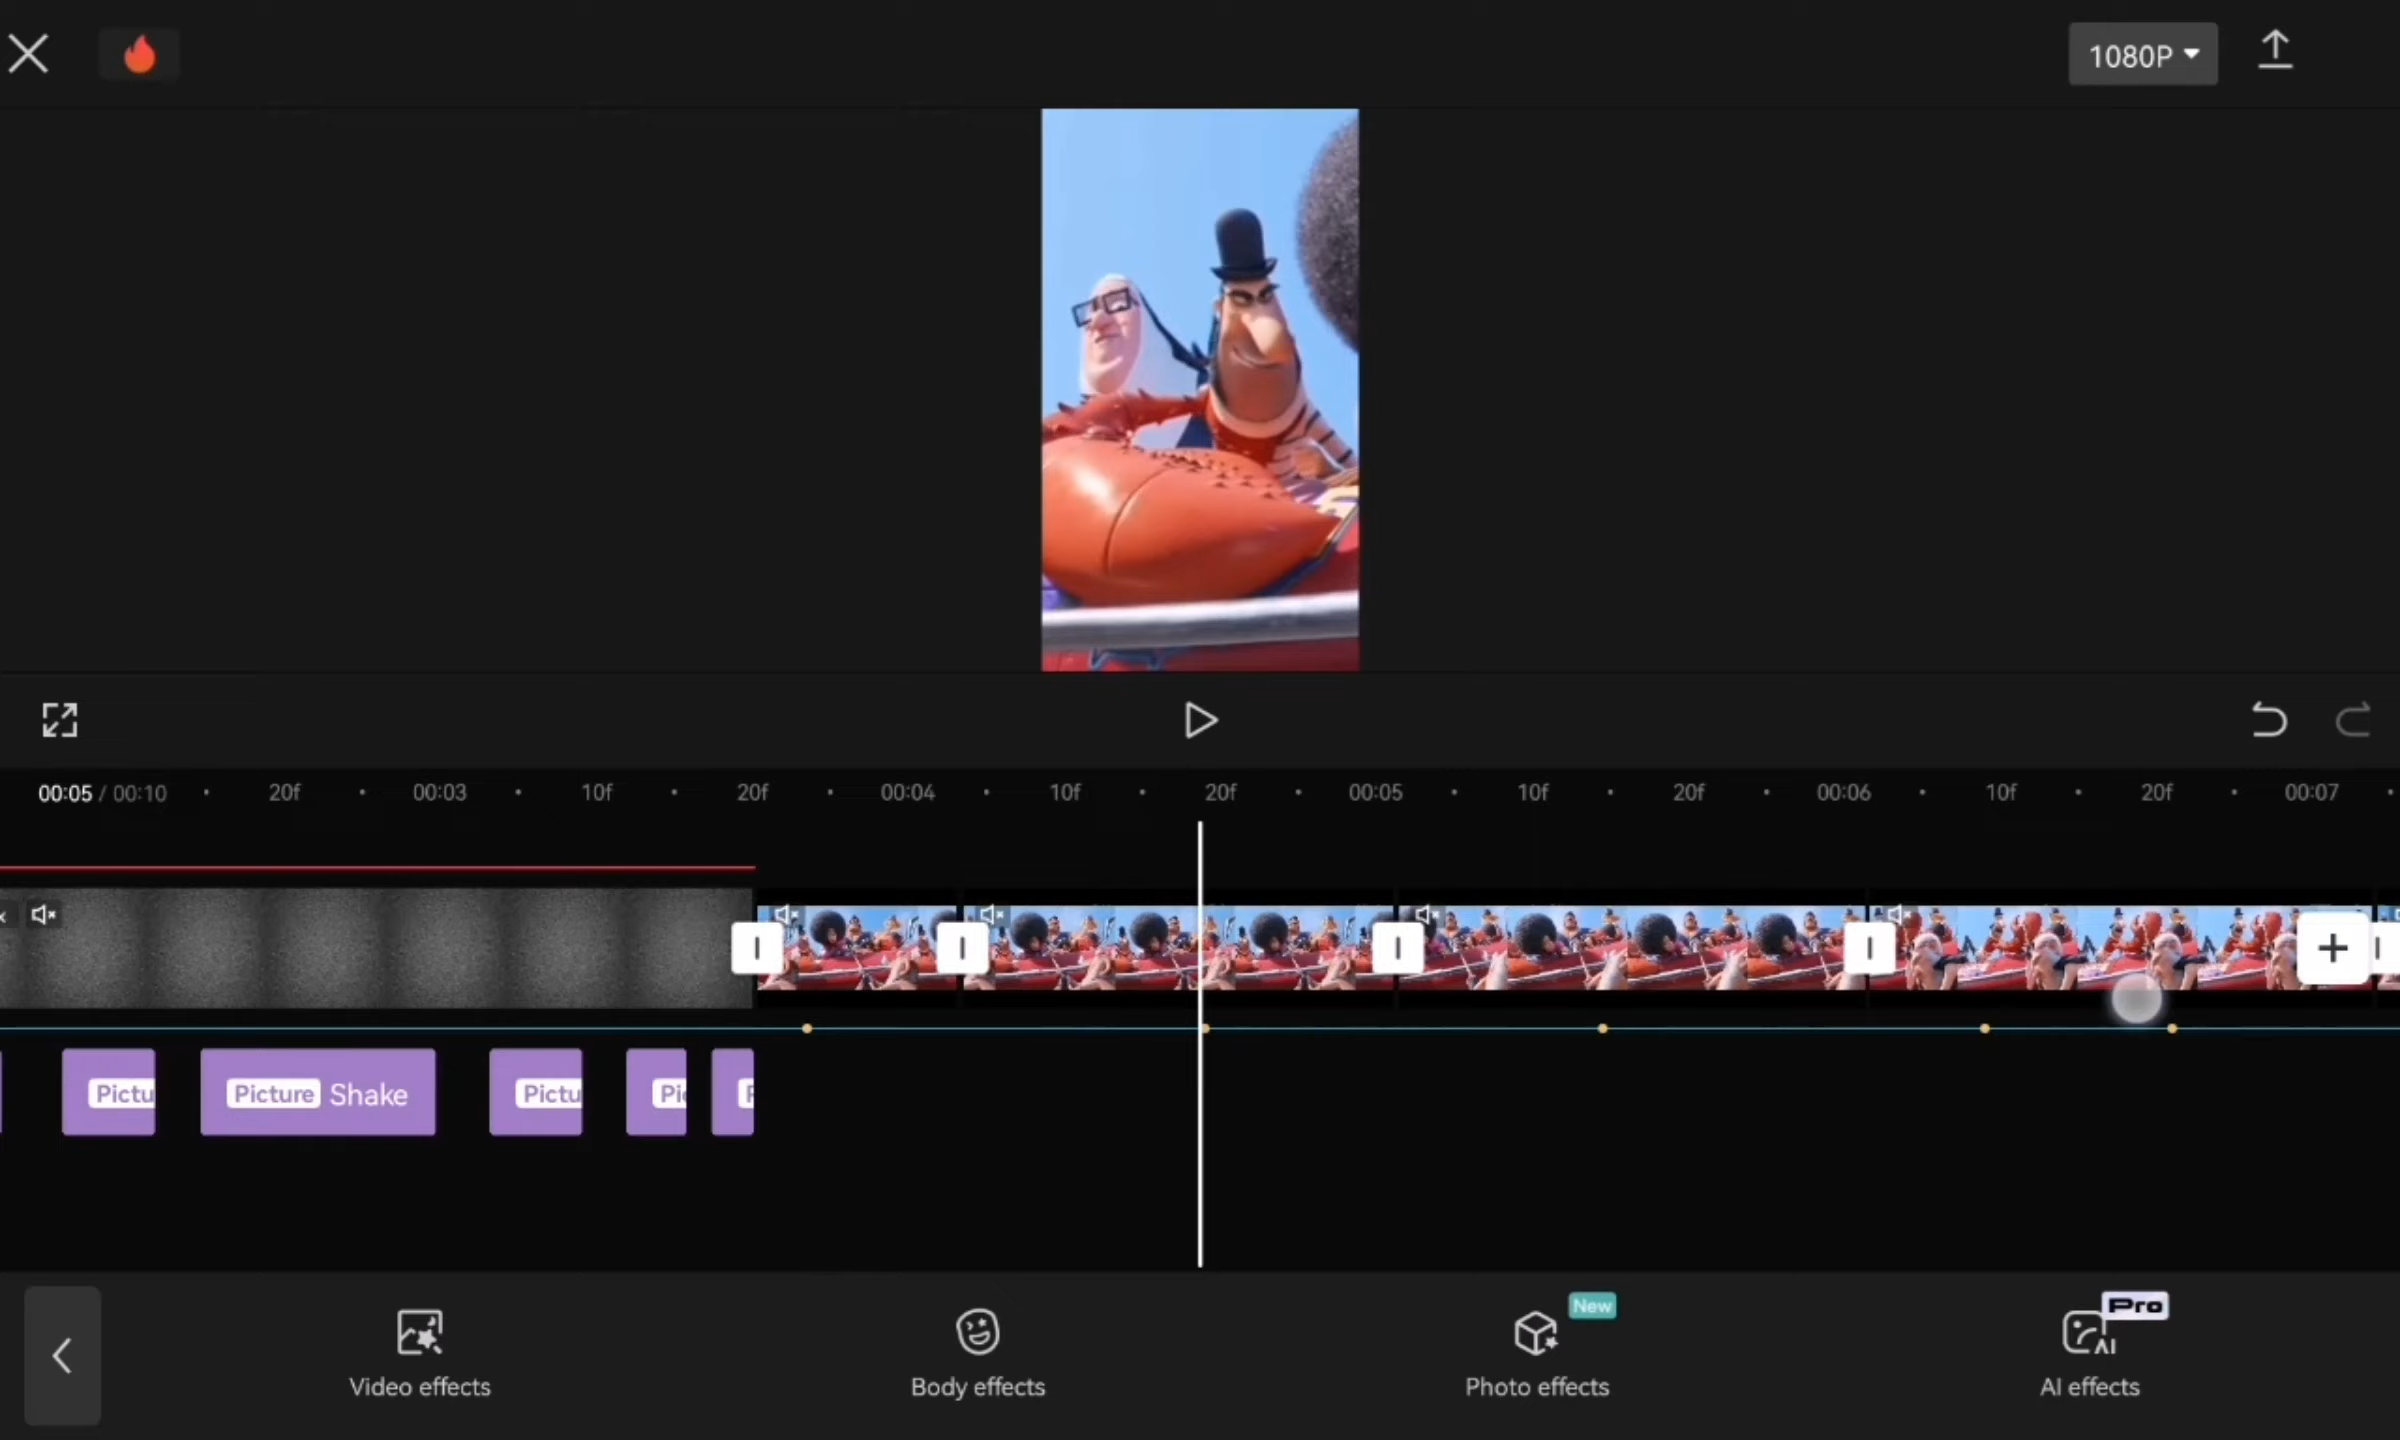 1080P
00:05 / 00:10 20f 00:03 10f 20f 00:04 10f 20f 00:05 10f 20f 00:06 10f 20f 00:07
Pictu Picture Shake Pictu Pic P
New
Pro
Video effects Body effects Photo effects AI effects